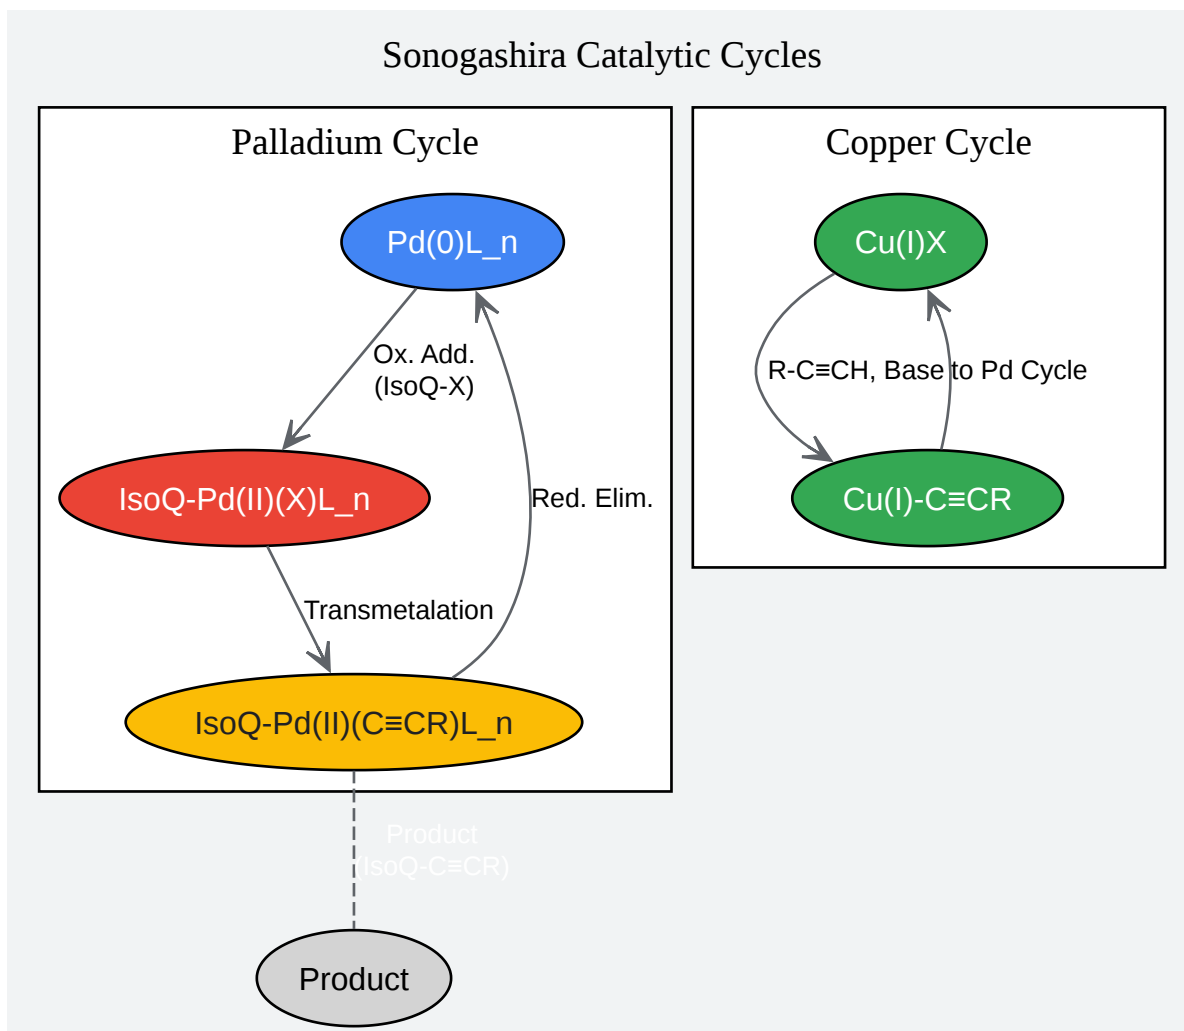 Sonogashira Catalytic Cycles
Palladium Cycle
Pd(0)L_n
Ox. Add.
(IsoQ-X)
IsoQ-Pd(II)(X)L_n
Red. Elim.
Transmetalation
IsoQ-Pd(II)(C≡CR)L_n
Product
(IsoQ-C≡CR)
Product
Copper Cycle
Cu(I)X
R-C≡CH, Base
to Pd Cycle
Cu(I)-C≡CR